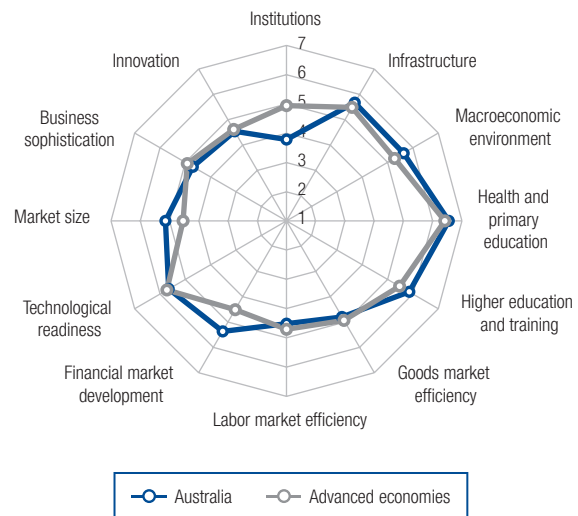 Institutions
Infrastructure
Macroeconomic
environment
Health and
primary
education
Higher education
and training
Goods market
efficiency
Labor market efficiency
Financial market
development
Technological
readiness
Market size
Business
sophistication
Innovation
7
6
5
4
3
2
1
Australia
Advanced economies